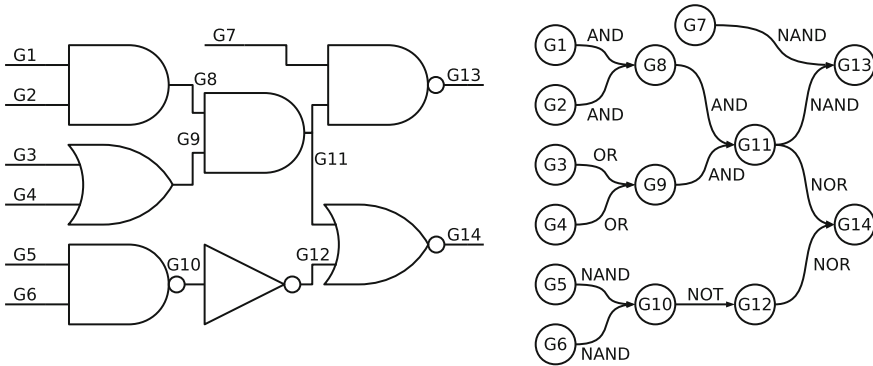 G7
G1
G13
G8
G2
G9
G3
G11
G4
G14
G5
G10
G12
G6
G7
AND
NAND
G1
G8
G13
G2
AND
NAND
AND
G11
G3
OR
AND
G9
NOR
G4
OR
G14
NOR
G5
NAND
NOT
G10
G12
G6
NAND